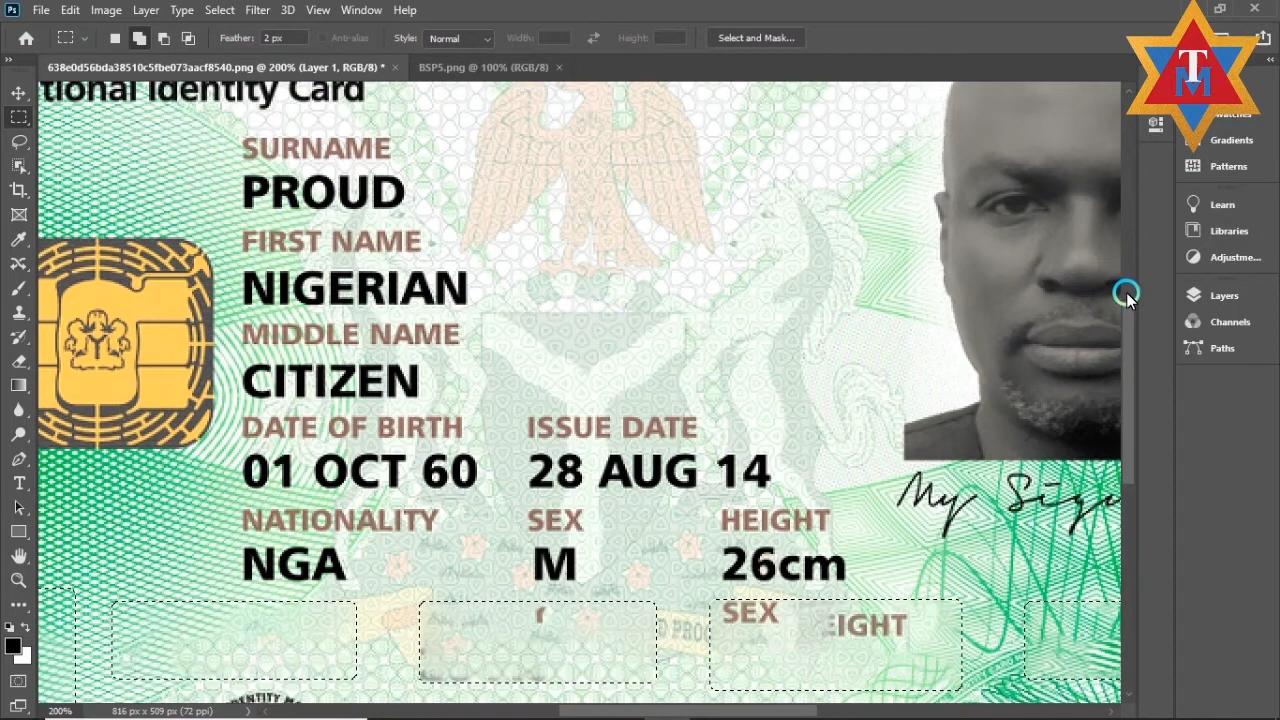 Ps File Edit Image Layer Type Select Filter 3D View Window Help
Feather: 2 px Anti-alias Style: Normal Width: Height: Select and Mask...
638e0d56bda38510c5fbe073aacf8540.png @ 200% (Layer 1, RGB/8) * × BSP5.png @ 100% (RGB/8) ×
TM
tional Identity Card
Gradients
Patterns
Learn
Libraries
Adjustme...
Layers
Channels
Paths
SURNAME
PROUD
FIRST NAME
NIGERIAN
MIDDLE NAME
CITIZEN
DATE OF BIRTH ISSUE DATE
01 OCT 60 28 AUG 14
My Sign
NATIONALITY SEX HEIGHT
NGA M 26cm
SEX EIGHT
200% 816 px x 509 px (72 ppi)